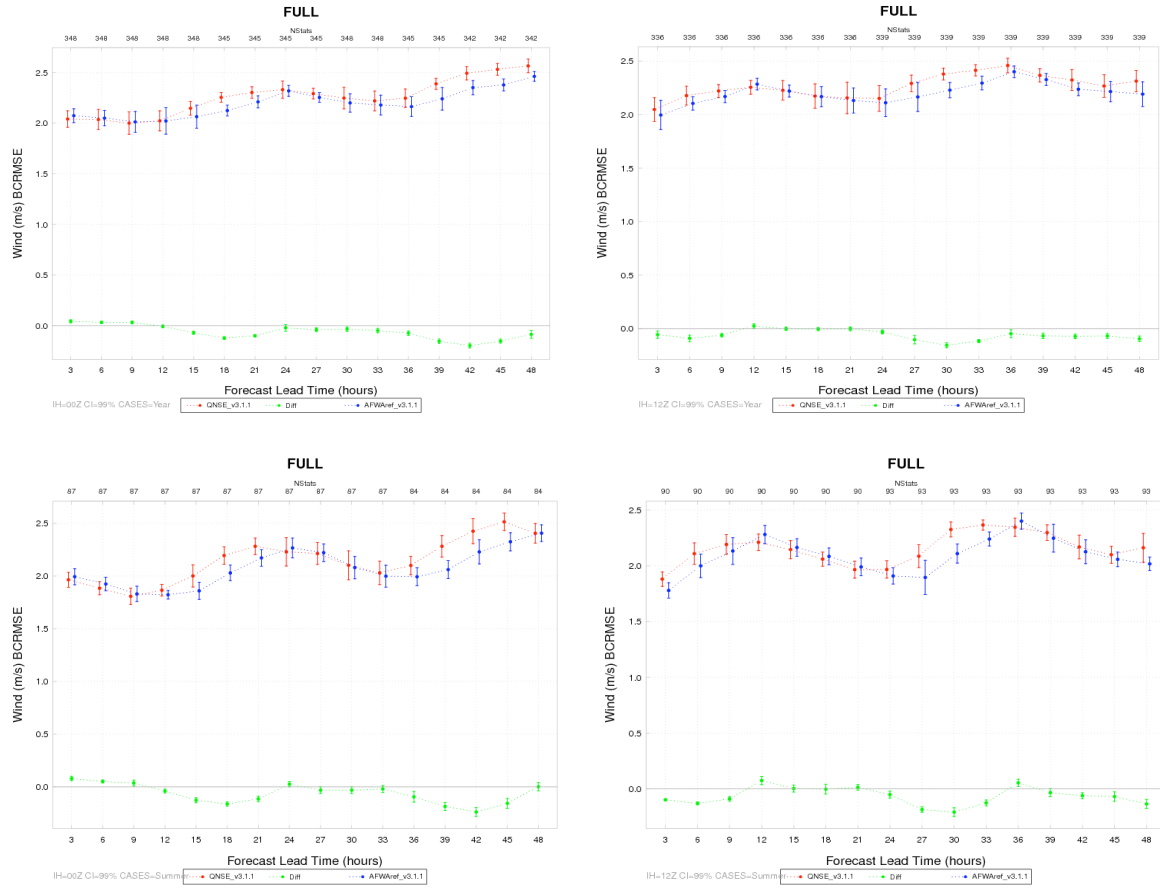 FULL
NStats
348 348 348 348 348 345 345 345 345 348 348 345 345 342 345 342
2.5
2.0
1.5
1.0
0.5
0.0
Wind (m/s) BCRMSE
3 6 9 12 15 18 21 24 27 30 33 36 39 42 45 48
Forecast Lead Time (hours)
IH=00Z CI=99% CASES=Year QNSE_v3.1.1 Diff AFWAref_v3.1.1
FULL
NStats
336 336 336 336 336 336 336 339 339 339 339 339 339 339 339 339
2.5
2.0
1.5
1.0
0.5
0.0
Wind (m/s) BCRMSE
3 6 9 12 15 18 21 24 27 30 33 36 39 42 45 48
Forecast Lead Time (hours)
IH=12Z CI=99% CASES=Year QNSE_v3.1.1 Diff AFWAref_v3.1.1
FULL
NStats
87 87 87 87 87 87 87 87 87 87 87 84 84 84 84 84
2.5
2.0
1.5
1.0
0.5
0.0
Wind (m/s) BCRMSE
3 6 9 12 15 18 21 24 27 30 33 36 39 42 45 48
Forecast Lead Time (hours)
IH=00Z CI=99% CASES=Summer QNSE_v3.1.1 Diff AFWAref_v3.1.1
FULL
NStats
90 90 90 90 90 90 93 93 93 93 93 93 93 93 93 93
2.5
2.0
1.5
1.0
0.5
0.0
Wind (m/s) BCRMSE
3 6 9 12 15 18 21 24 27 30 33 36 39 42 45 48
Forecast Lead Time (hours)
IH=12Z CI=99% CASES=Summer QNSE_v3.1.1 Diff AFWAref_v3.1.1